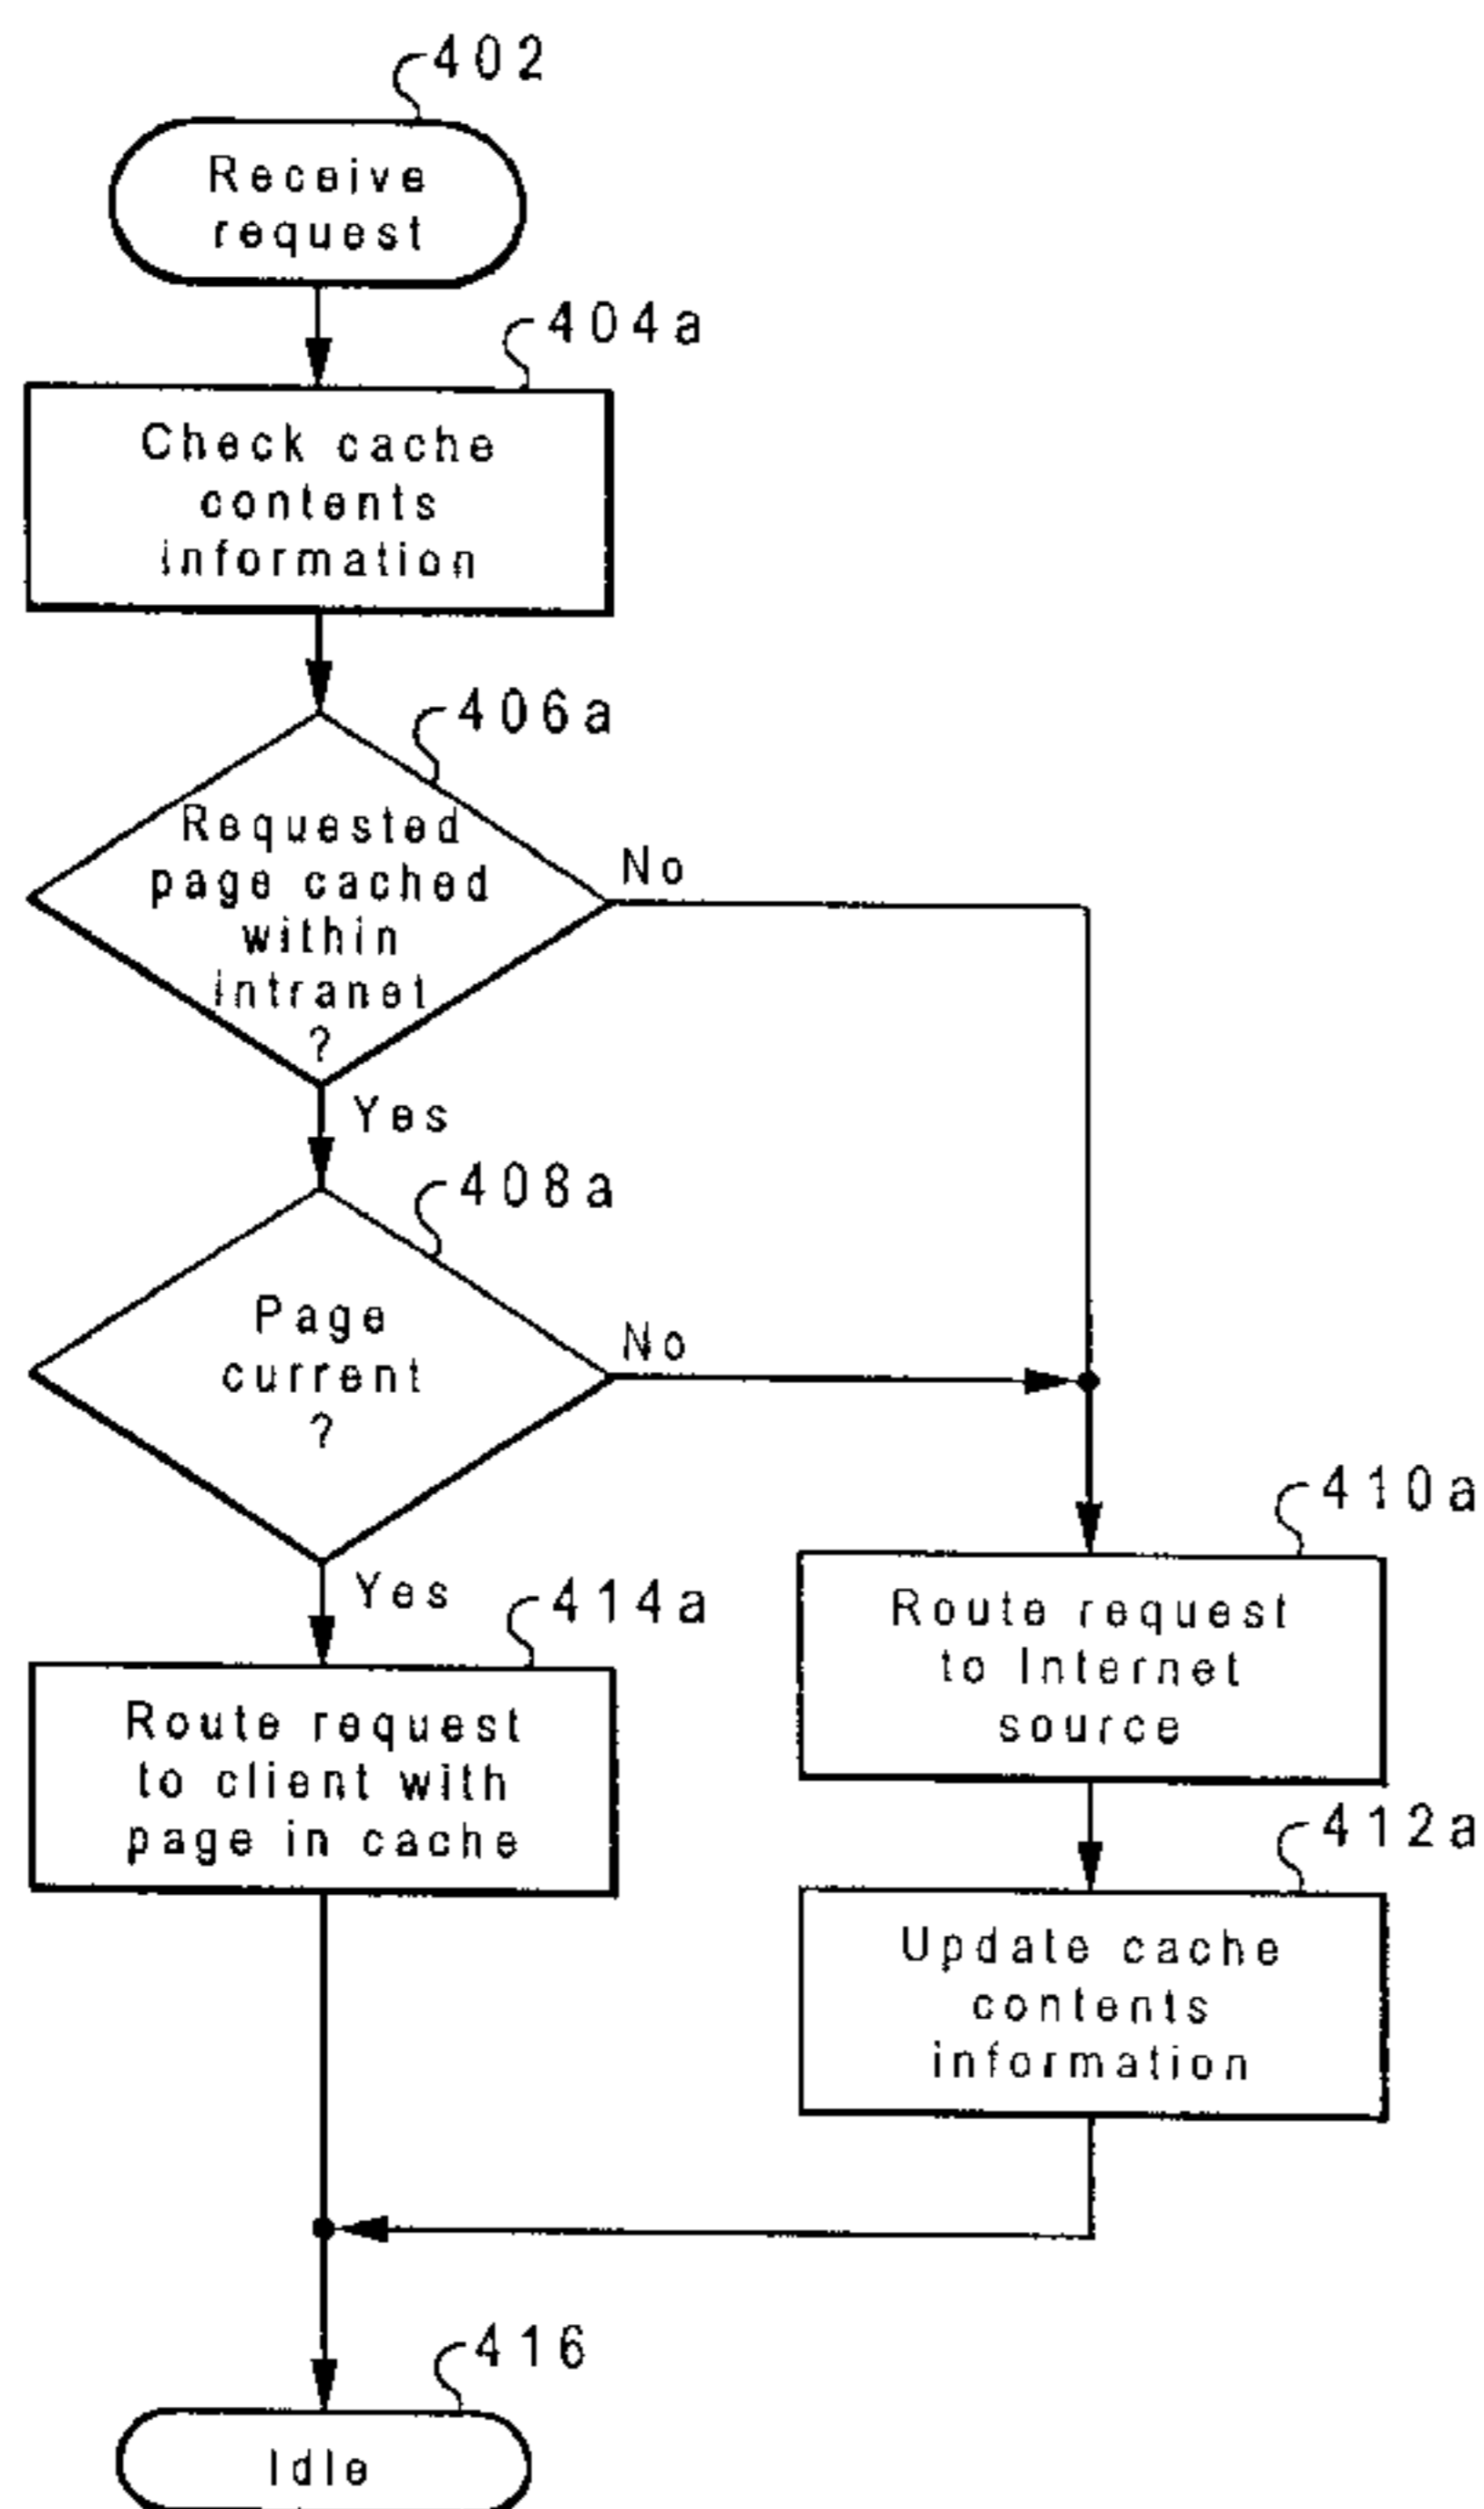 402
Receive
request
404a
Check cache
contents
information
406a
Requested
page cached
within
intranet
?
No
Yes
408a
Page
current
?
No
Yes
414a
Route request
to client with
page in cache
410a
Route request
to Internet
source
412a
Update cache
contents
information
416
Idle